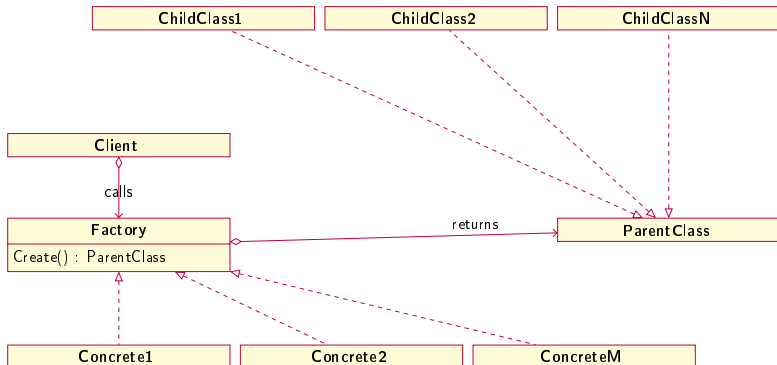 ChildClass1
ChildClass2
ChildClassN
Client
calls
Factory
returns
ParentClass
Create() : ParentClass
Concrete1
Concrete2
ConcreteM